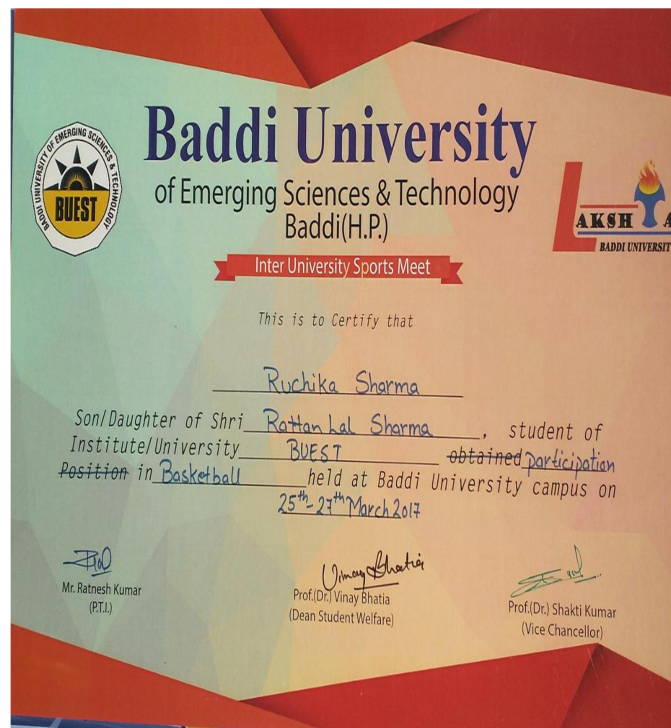 Baddi University
of Emerging Sciences & Technology
Baddi(H.P.)
BADDI UNIVERSITY OF EMERGING SCIENCES & TECHNOLOGY
BUEST
AKSH A
BADDI UNIVERSIT
Inter University Sports Meet
This is to Certify that
Ruchika Sharma
Son/Daughter of Shri Rattan Lal Sharma, student of
Institute/University BUEST obtained participation
Position in Basketball held at Baddi University campus on
25th-27th March 2017
Vinay Bhatia
Mr. Ratnesh Kumar
(P.T.I.)
Prof.(Dr.) Vinay Bhatia
(Dean Student Welfare)
Prof.(Dr.) Shakti Kumar
(Vice Chancellor)